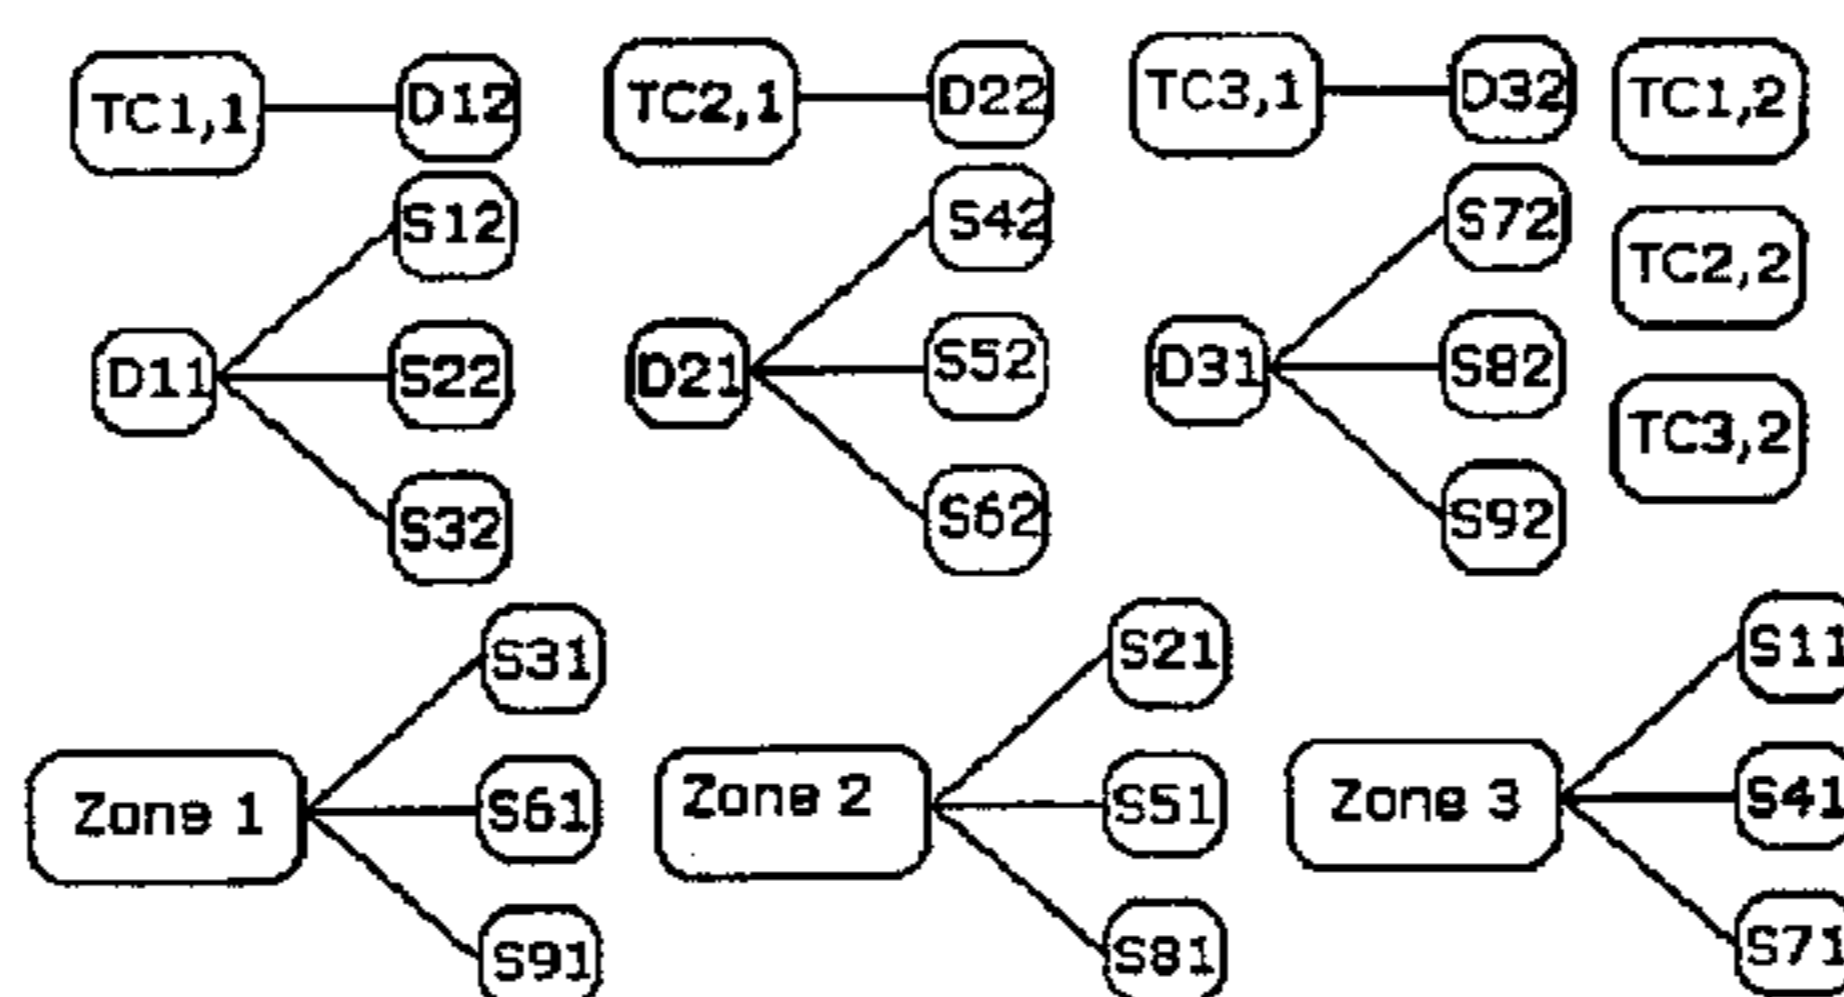 TC1,1 D12 TC2,1 D22 TC3,1 D32 TC1,2
S12 S42 S72
TC2,2
D11 S22 D21 S52 D31 S82
TC3,2
S32 S62 S92
S31 S21 S11
Zone 1 S61 Zone 2 S51 Zone 3 S41
S91 S81 S71